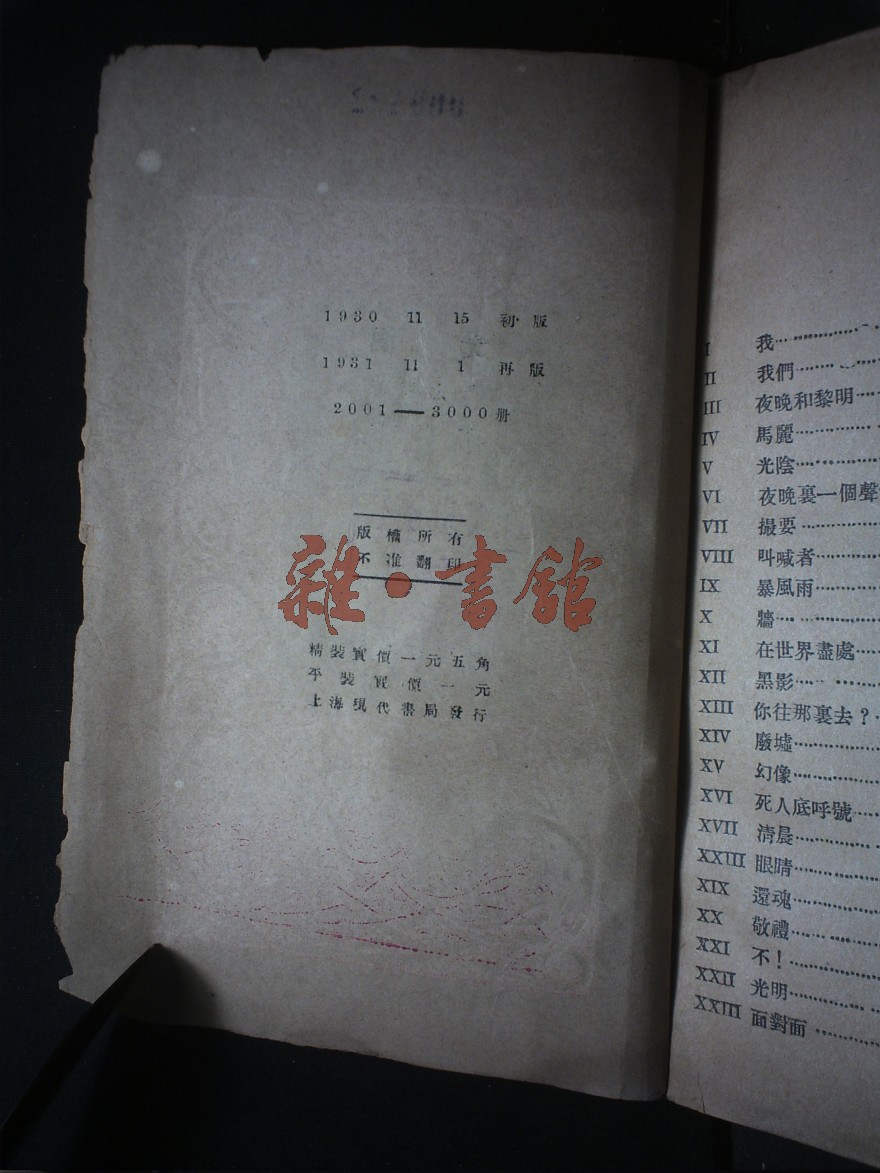 1930 11 15 初版
1931 11 1 再版
2001—3000册
版權所有
不准翻印
雜·書館
精裝實價一元五角
平裝實價一元
上海現代書局發行
I 我
II 我們
III 夜晚和黎明
IV 馬麗
V 光陰
VI 夜晚裏一個聲
VII 撮要
VIII 叫喊者
IX 暴風雨
X 牆
XI 在世界盡處
XII 黑影
XIII 你往那裏去？
XIV 廢墟
XV 幻像
XVI 死人底呼號
XVII 清晨
XXIII 眼睛
XIX 還魂
XX 敬禮
XXI 不！
XXII 光明
XXIII 面對面